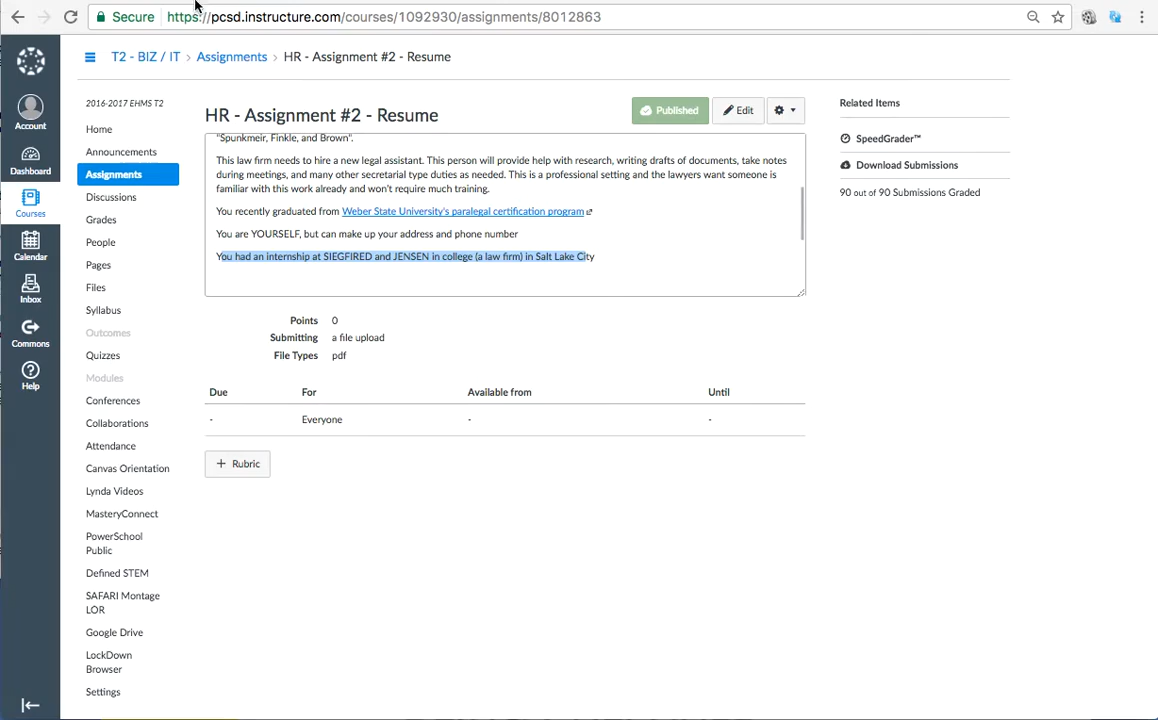 Secure https://pcsd.instructure.com/courses/1092930/assignments/8012863
T2 - BIZ / IT > Assignments > HR - Assignment #2 - Resume
Account
Dashboard
Courses
Calendar
Inbox
Commons
Help
2016-2017 EHMS T2
Home
Announcements
Assignments
Discussions
Grades
People
Pages
Files
Syllabus
Outcomes
Quizzes
Modules
Conferences
Collaborations
Attendance
Canvas Orientation
Lynda Videos
MasteryConnect
PowerSchool
Public
Defined STEM
SAFARI Montage
LOR
Google Drive
LockDown
Browser
Settings
HR - Assignment #2 - Resume
Published
Edit
"Spunkmeir, Finkle, and Brown".
This law firm needs to hire a new legal assistant. This person will provide help with research, writing drafts of documents, take notes
during meetings, and many other secretarial type duties as needed. This is a professional setting and the lawyers want someone is
familiar with this work already and won't require much training.
You recently graduated from Weber State University's paralegal certification program
You are YOURSELF, but can make up your address and phone number
You had an internship at SIEGFIRED and JENSEN in college (a law firm) in Salt Lake City
Points 0
Submitting a file upload
File Types pdf
Due For Available from Until
- Everyone - -
+ Rubric
Related Items
SpeedGrader™
Download Submissions
90 out of 90 Submissions Graded